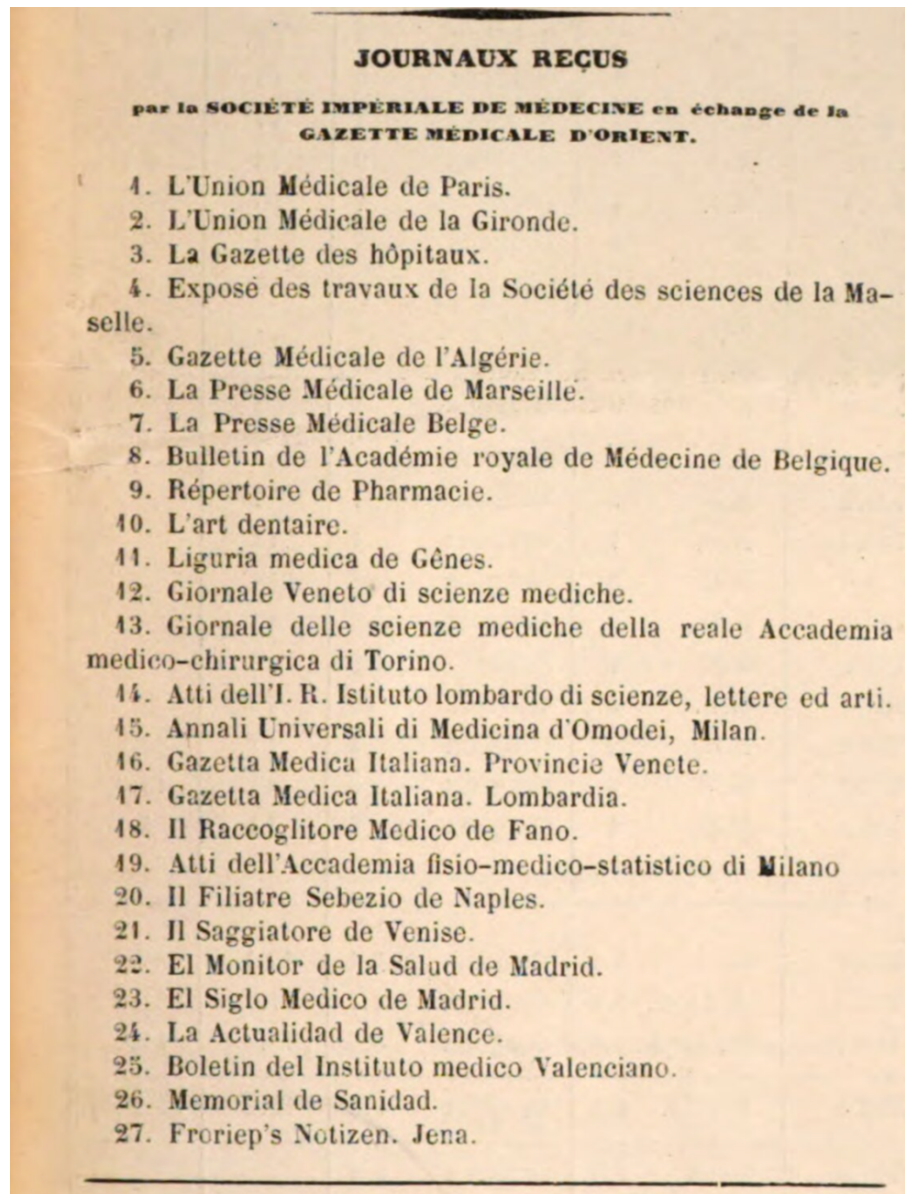 JOURNAUX REÇUS
par la SOCIÉTÉ IMPÉRIALE DE MÉDECINE en échange de la
GAZETTE MÉDICALE D'ORIENT.
1. L'Union Médicale de Paris.
2. L'Union Médicale de la Gironde.
3. La Gazette des hôpitaux.
4. Exposé des travaux de la Société des sciences de la Ma-
selle.
5. Gazette Médicale de l'Algérie.
6. La Presse Médicale de Marseille.
7. La Presse Médicale Belge.
8. Bulletin de l'Académie royale de Médecine de Belgique.
9. Répertoire de Pharmacie.
10. L'art dentaire.
11. Liguria medica de Gênes.
12. Giornale Veneto di scienze mediche.
13. Giornale delle scienze mediche della reale Accademia
medico-chirurgica di Torino.
14. Atti dell'I. R. Istituto lombardo di scienze, lettere ed arti.
15. Annali Universali di Medicina d'Omodei, Milan.
16. Gazetta Medica Italiana. Provincie Venete.
17. Gazetta Medica Italiana. Lombardia.
18. Il Raccoglitore Medico de Fano.
19. Atti dell'Accademia fisio-medico-statistico di Milano
20. Il Filiatre Sebezio de Naples.
21. Il Saggiatore de Venise.
22. El Monitor de la Salud de Madrid.
23. El Siglo Medico de Madrid.
24. La Actualidad de Valence.
25. Boletin del Instituto medico Valenciano.
26. Memorial de Sanidad.
27. Froriep's Notizen. Jena.